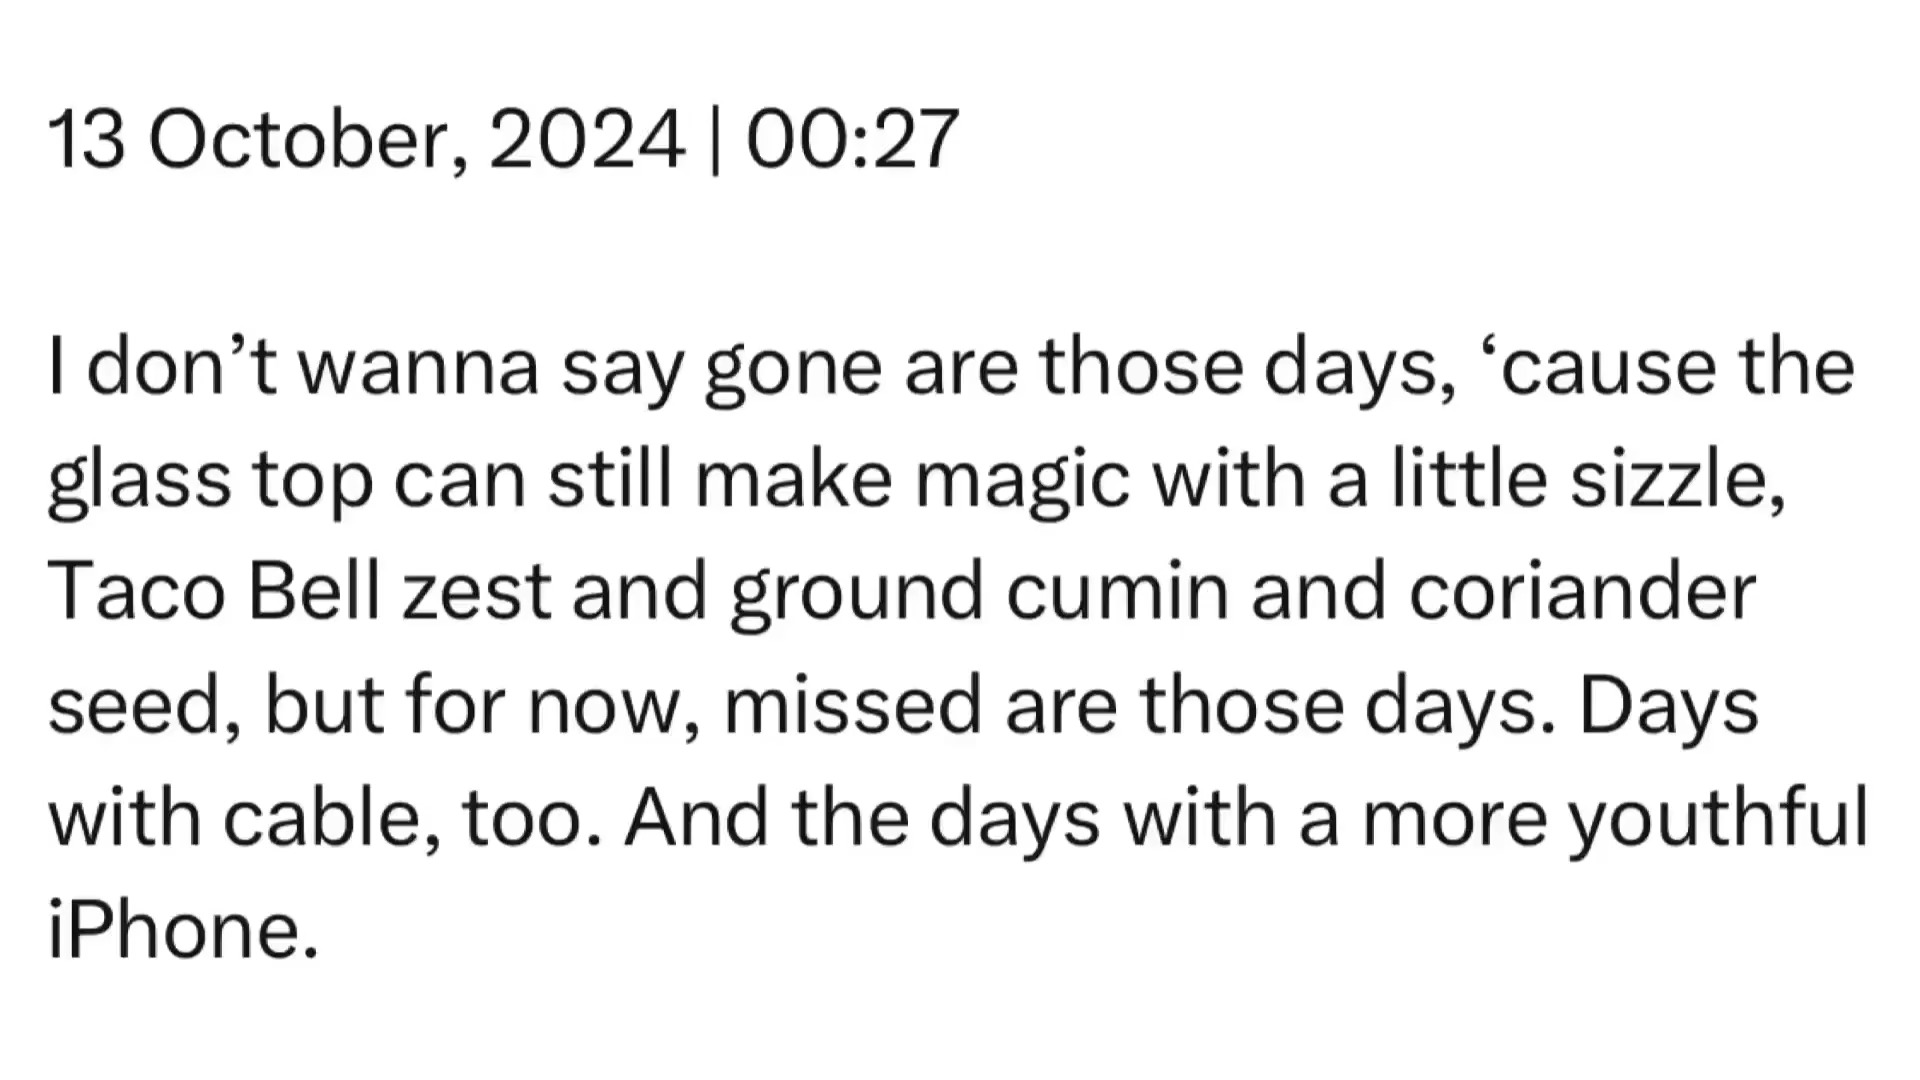 13 October, 2024 | 00:27
I don’t wanna say gone are those days, ‘cause the
glass top can still make magic with a little sizzle,
Taco Bell zest and ground cumin and coriander
seed, but for now, missed are those days. Days
with cable, too. And the days with a more youthful
iPhone.